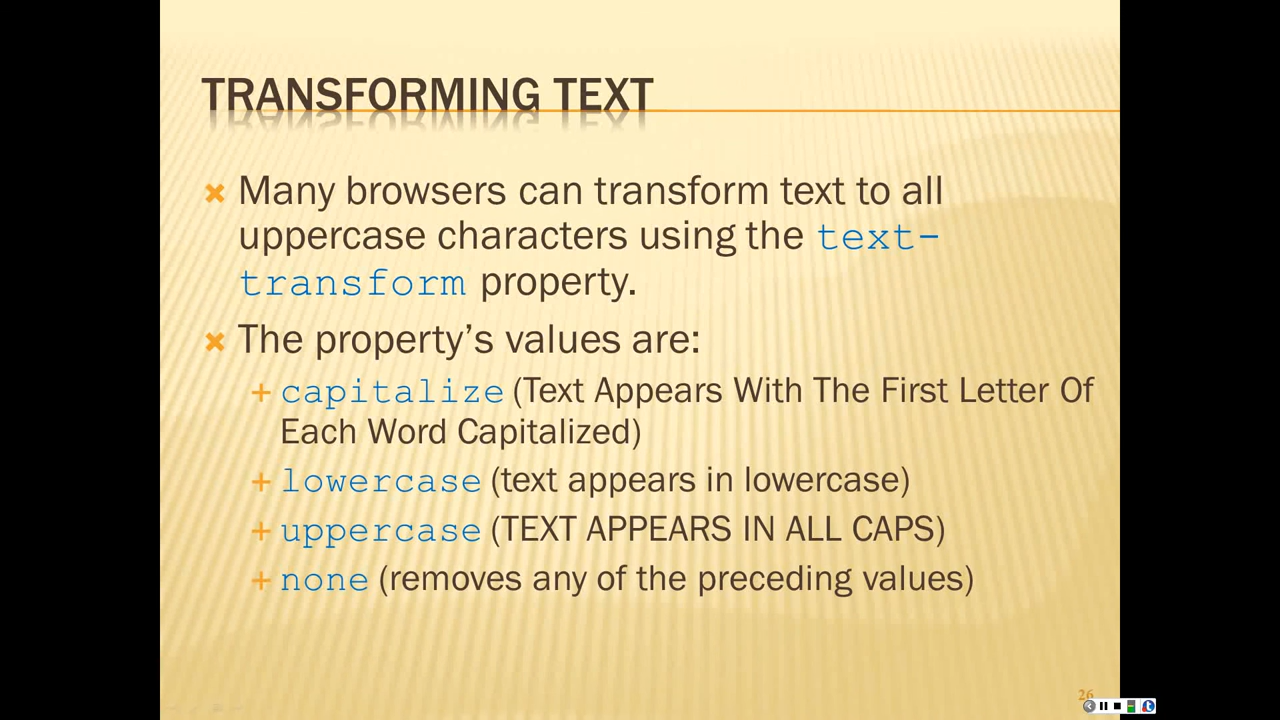 TRANSFORMING TEXT
Many browsers can transform text to all
uppercase characters using the text-
transform property.
The property’s values are:
capitalize (Text Appears With The First Letter Of
Each Word Capitalized)
lowercase (text appears in lowercase)
uppercase (TEXT APPEARS IN ALL CAPS)
none (removes any of the preceding values)
26